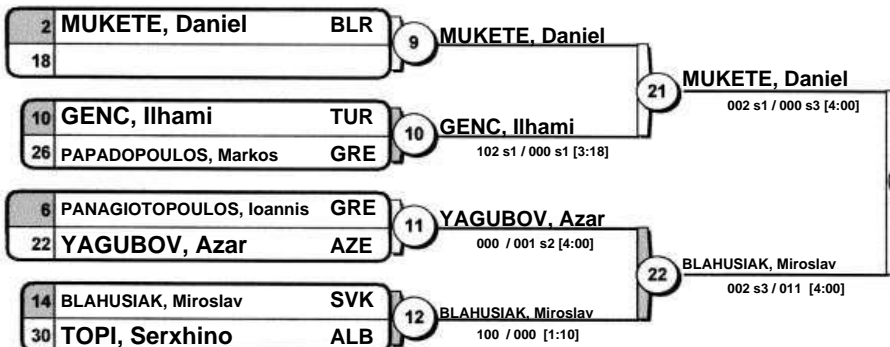 2 MUKETE, Daniel BLR
18
9 MUKETE, Daniel
10 GENC, Ilhami TUR
26 PAPADOPOULOS, Markos GRE
10 GENC, Ilhami
102 s1 / 000 s1 [3:18]
21 MUKETE, Daniel
002 s1 / 000 s3 [4:00]
6 PANAGIOTOPOULOS, Ioannis GRE
22 YAGUBOV, Azar AZE
11 YAGUBOV, Azar
000 / 001 s2 [4:00]
14 BLAHUSIAK, Miroslav SVK
30 TOPI, Serxhino ALB
12 BLAHUSIAK, Miroslav
100 / 000 [1:10]
22 BLAHUSIAK, Miroslav
002 s3 / 011 [4:00]